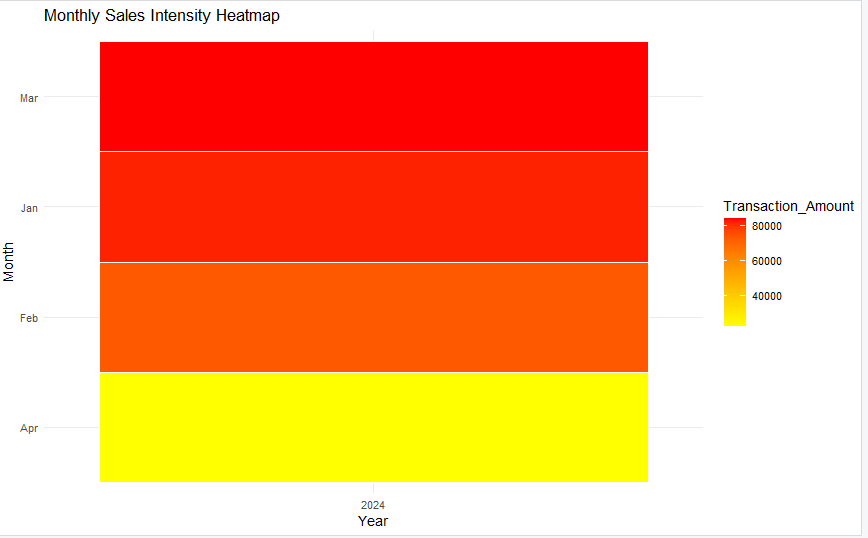 Monthly Sales Intensity Heatmap
Mar
Jan
Feb
Apr
Month
2024
Year
Transaction_Amount
80000
60000
40000